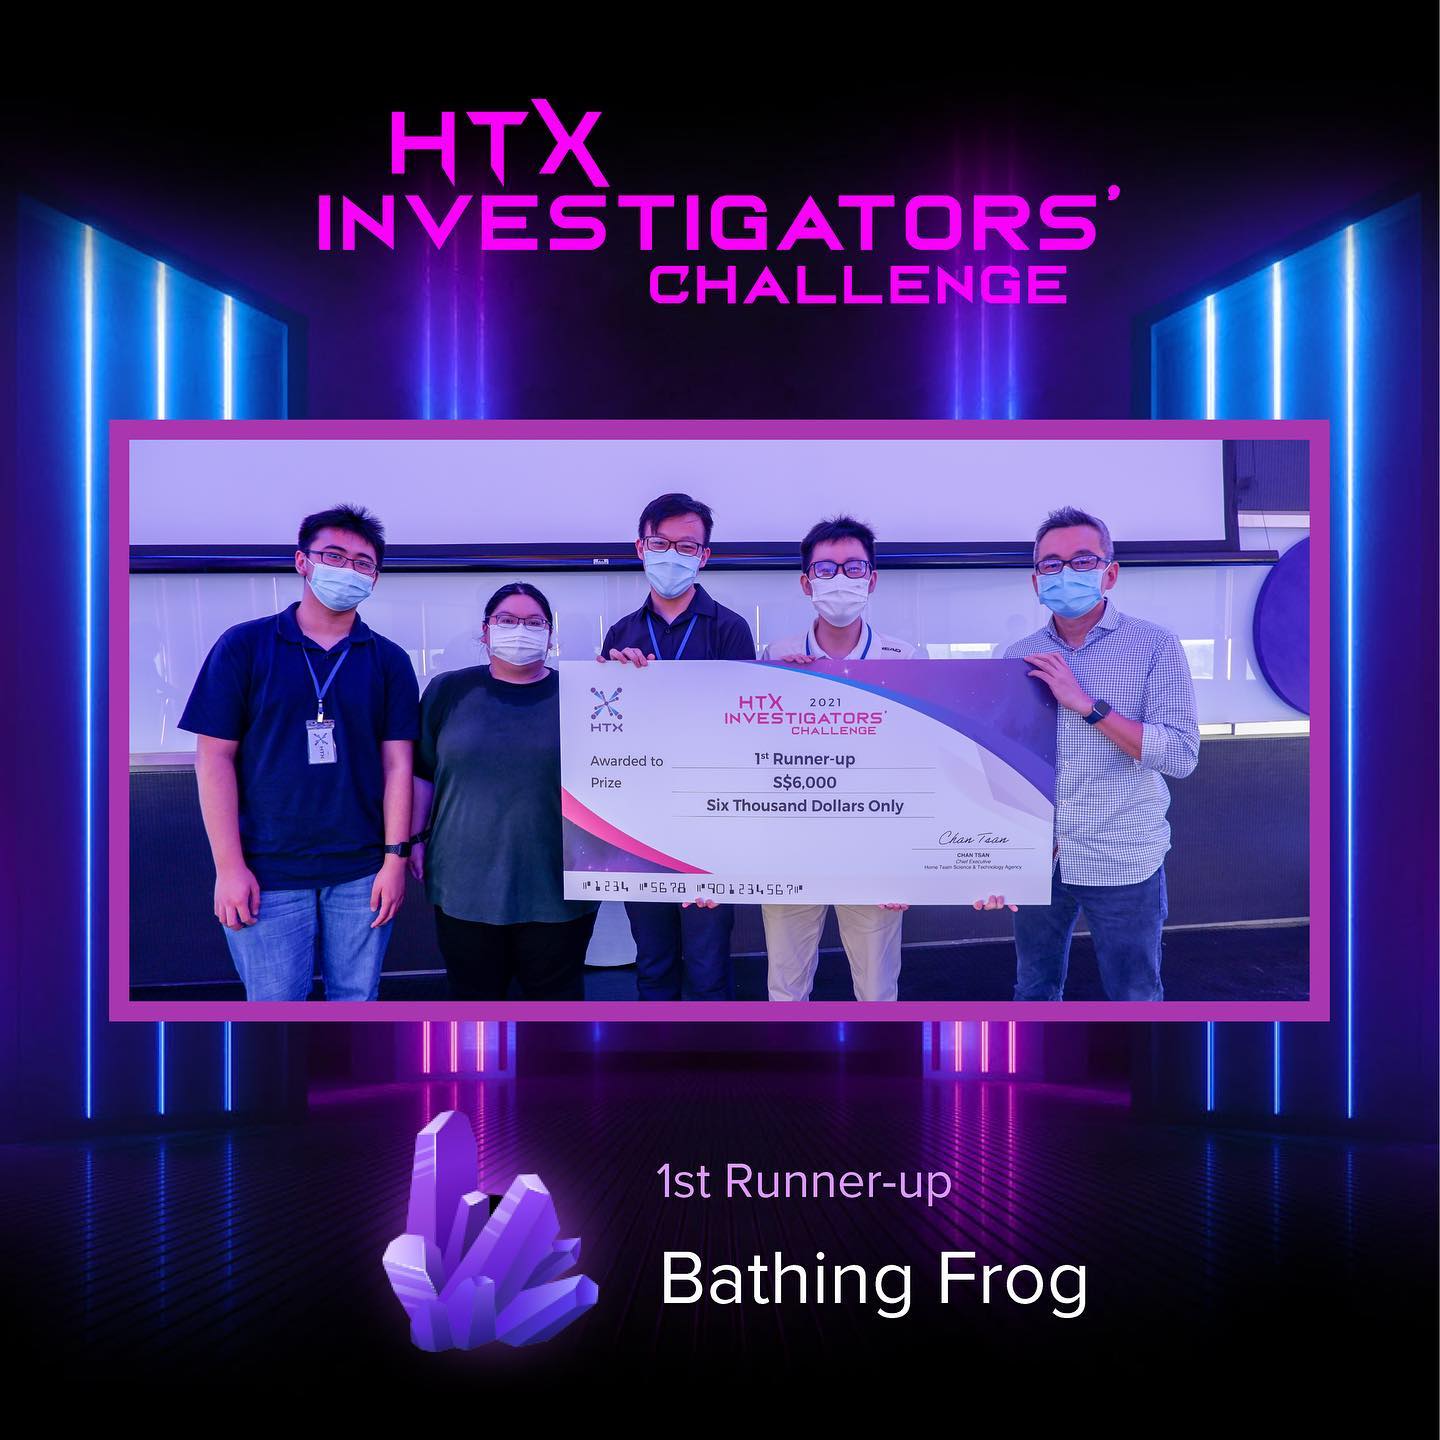 HTX
INVESTIGATORS'
CHALLENGE
HEAD
HTX
HTX
HTX 2021
INVESTIGATORS'
CHALLENGE
Awarded to 1st Runner-up
Prize S$6,000
Six Thousand Dollars Only
Chan Tsan
CHAN TSAN
Chief Executive
Home Team Science & Technology Agency
⑈1234 ⑈5678 ⑈901234567⑈
1st Runner-up
Bathing Frog